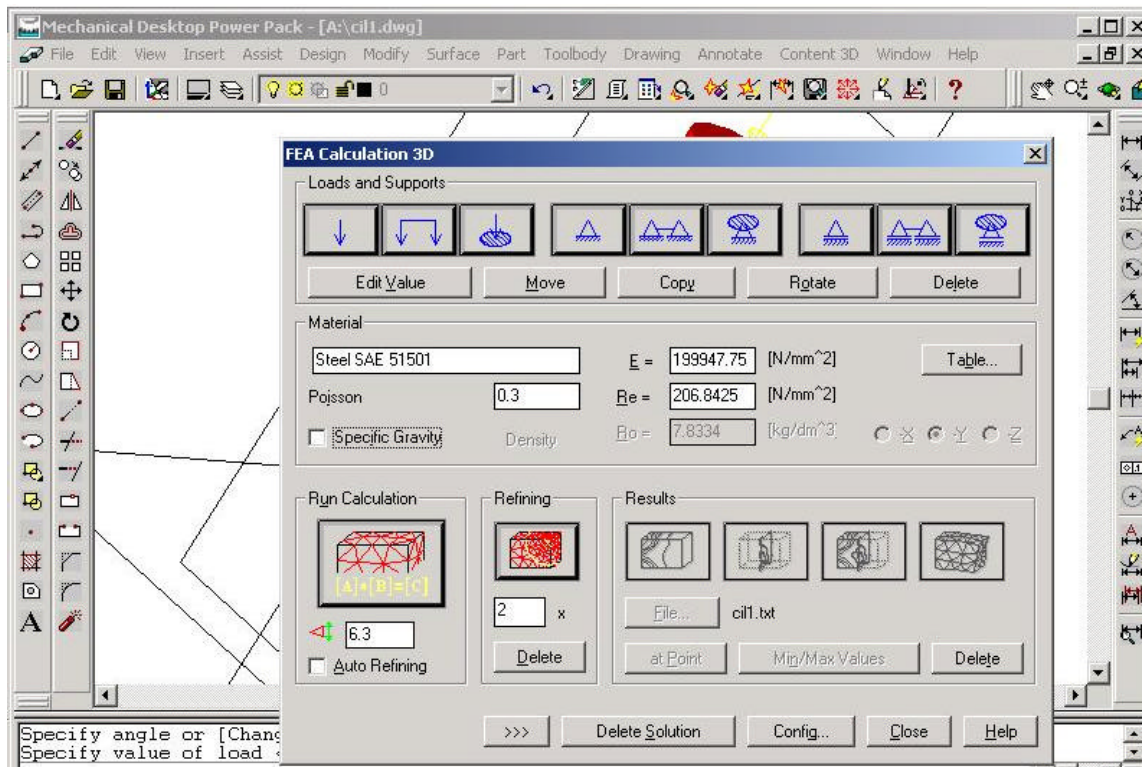 Mechanical Desktop Power Pack - [A:\cil1.dwg]
File Edit View Insert Assist Design Modify Surface Part Toolbody Drawing Annotate Content 3D Window Help
0
FEA Calculation 3D
Loads and Supports
Edit Value Move Copy Rotate Delete
Material
Steel SAE 51501 E = 199947.75 [N/mm^2] Table...
Poisson 0.3 Re = 206.8425 [N/mm^2]
Specific Gravity Density Ro = 7.8334 [kg/dm^3] X Y Z
Run Calculation Refining Results
[A]*[B]=[C]
2 x File... cil1.txt
6.3
Auto Refining Delete at Point Min/Max Values Delete
>>> Delete Solution Config... Close Help
Specify angle or [Chang
Specify value of load <